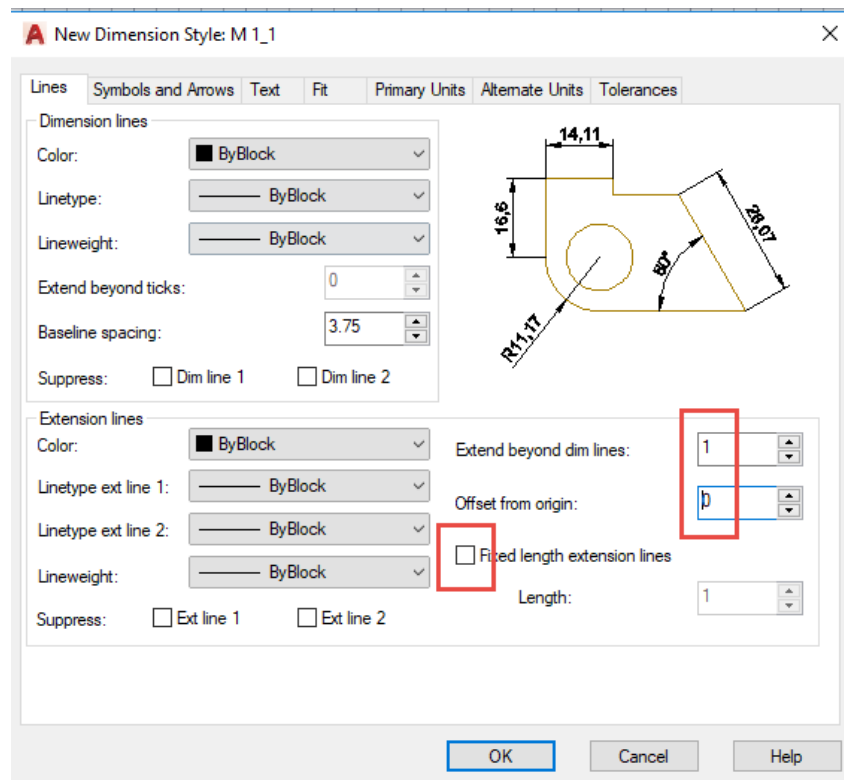 New Dimension Style: M 1_1
Lines
Symbols and Arrows
Text
Fit
Primary Units
Alternate Units
Tolerances
Dimension lines
Color:
ByBlock
Linetype:
ByBlock
Lineweight:
ByBlock
Extend beyond ticks:
0
Baseline spacing:
3.75
Suppress:
Dim line 1
Dim line 2
14,11
16,6
28,07
60°
R11,17
Extension lines
Color:
ByBlock
Linetype ext line 1:
ByBlock
Linetype ext line 2:
ByBlock
Lineweight:
ByBlock
Suppress:
Ext line 1
Ext line 2
Extend beyond dim lines:
1
Offset from origin:
0
Fixed length extension lines
Length:
1
OK
Cancel
Help